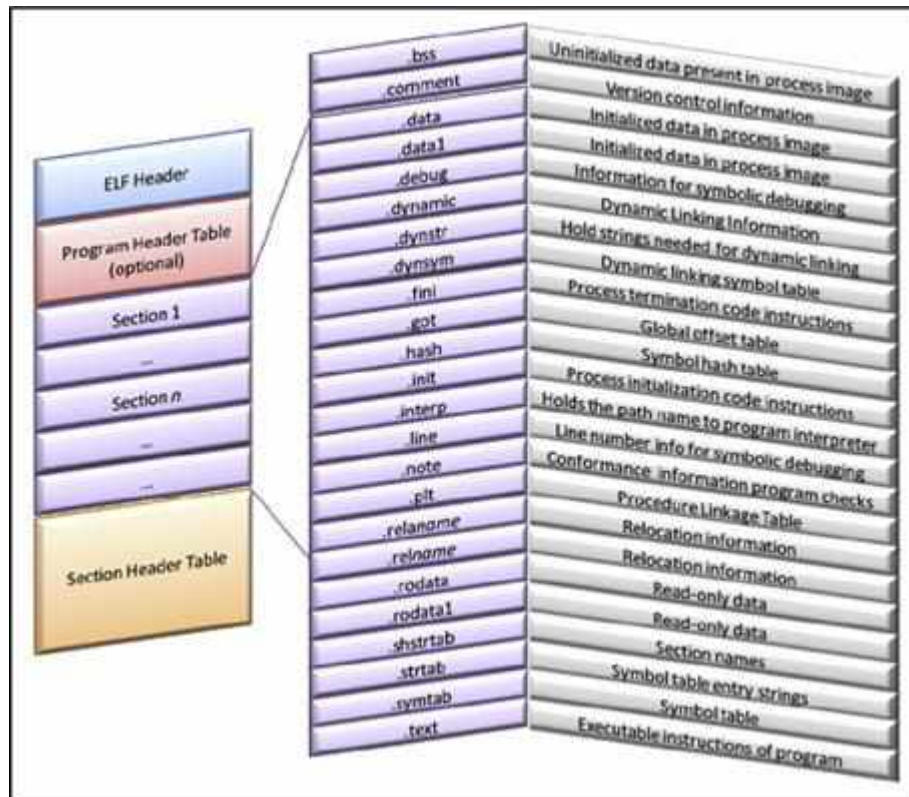 ELF Header
Program Header Table
(optional)
Section 1
...
Section n
...
...
Section Header Table
.bss
.comment
.data
.data1
.debug
.dynamic
.dynstr
.dynsym
.fini
.got
.hash
.init
.interp
.line
.note
.plt
.relaname
.relname
.rodata
.rodata1
.shstrtab
.strtab
.symtab
.text
Uninitialized data present in process image
Version control information
Initialized data in process image
Initialized data in process image
Information for symbolic debugging
Dynamic Linking Information
Hold strings needed for dynamic linking
Dynamic linking symbol table
Process termination code instructions
Global offset table
Symbol hash table
Process initialization code instructions
Holds the path name to program interpreter
Line number info for symbolic debugging
Conformance information program checks
Procedure Linkage Table
Relocation information
Relocation information
Read-only data
Read-only data
Section names
Symbol table entry strings
Symbol table
Executable instructions of program